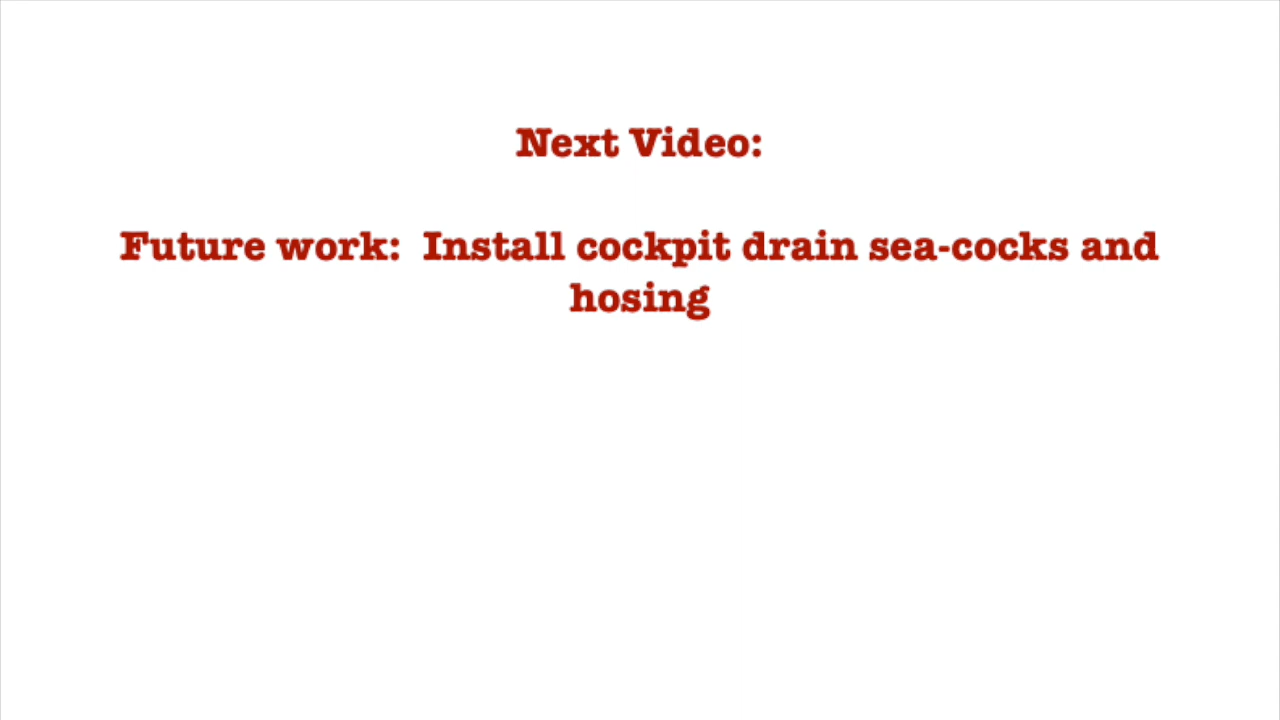 Next Video:
Future work:  Install cockpit drain sea-cocks and
hosing